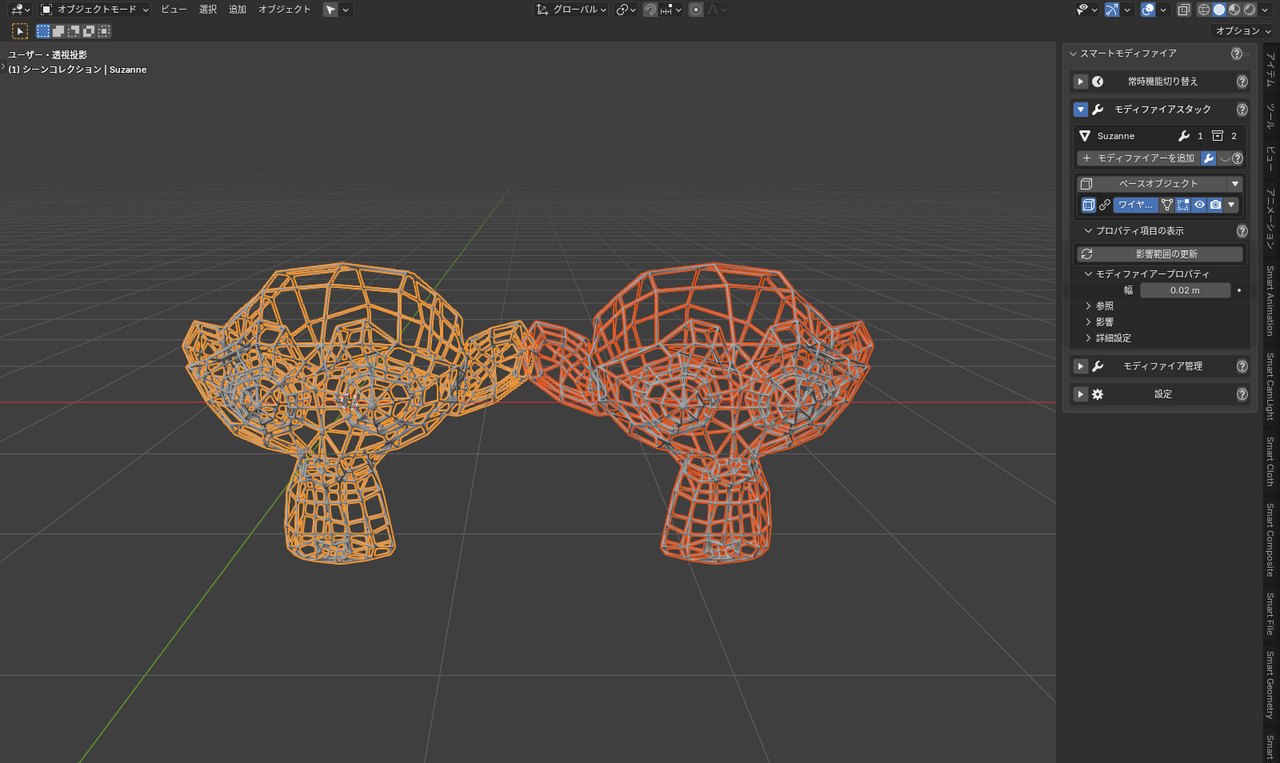 オブジェクトモード ビュー 選択 追加 オブジェクト グローバル
オプション
ユーザー・透視投影
(1) シーンコレクション | Suzanne
スマートモディファイア
常時機能切り替え
モディファイアスタック
Suzanne 1 2
モディファイアーを追加
ベースオブジェクト
ワイヤ...
プロパティ項目の表示
影響範囲の更新
モディファイアープロパティ
幅 0.02 m
参照
影響
詳細設定
モディファイア管理
設定
アイテム
ツール
ビュー
アニメーション
Smart Animation
Smart CamLight
Smart Cloth
Smart Composite
Smart File
Smart Geometry
Smart